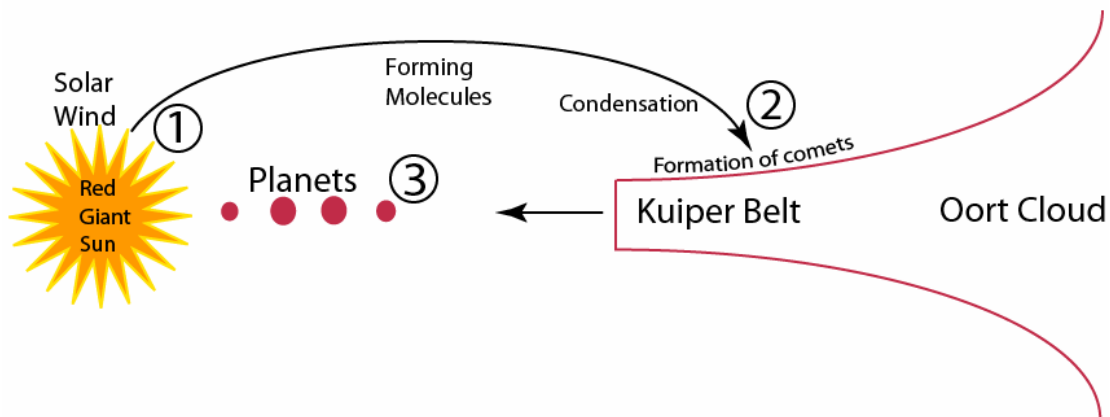 Solar
Wind
1
Forming
Molecules
Condensation
2
Formation of comets
Red
Giant
Sun
Planets
3
Kuiper Belt
Oort Cloud